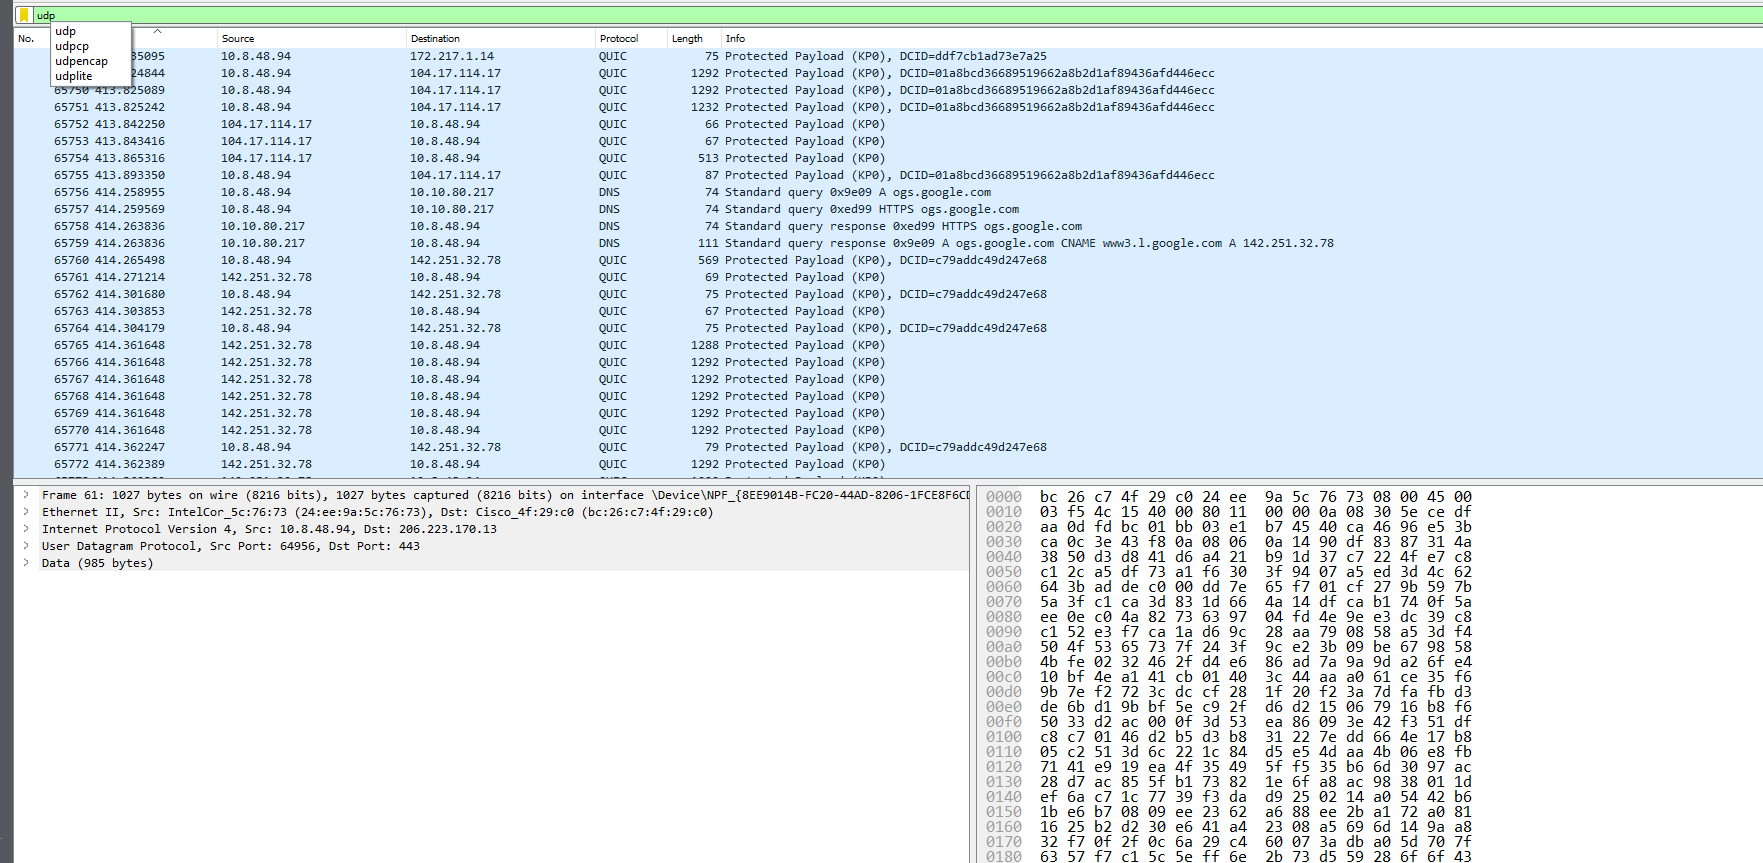 udp
No. Source Destination Protocol Length Info
udp
udpcp
udpencap
udplite
35095 10.8.48.94 172.217.1.14 QUIC 75 Protected Payload (KP0), DCID=ddf7cb1ad73e7a25
24844 10.8.48.94 104.17.114.17 QUIC 1292 Protected Payload (KP0), DCID=01a8bcd36689519662a8b2d1af89436afd446ecc
65750 413.825089 10.8.48.94 104.17.114.17 QUIC 1292 Protected Payload (KP0), DCID=01a8bcd36689519662a8b2d1af89436afd446ecc
65751 413.825242 10.8.48.94 104.17.114.17 QUIC 1232 Protected Payload (KP0), DCID=01a8bcd36689519662a8b2d1af89436afd446ecc
65752 413.842250 104.17.114.17 10.8.48.94 QUIC 66 Protected Payload (KP0)
65753 413.843416 104.17.114.17 10.8.48.94 QUIC 67 Protected Payload (KP0)
65754 413.865316 104.17.114.17 10.8.48.94 QUIC 513 Protected Payload (KP0)
65755 413.893350 10.8.48.94 104.17.114.17 QUIC 87 Protected Payload (KP0), DCID=01a8bcd36689519662a8b2d1af89436afd446ecc
65756 414.258955 10.8.48.94 10.10.80.217 DNS 74 Standard query 0x9e09 A ogs.google.com
65757 414.259569 10.8.48.94 10.10.80.217 DNS 74 Standard query 0xed99 HTTPS ogs.google.com
65758 414.263836 10.10.80.217 10.8.48.94 DNS 74 Standard query response 0xed99 HTTPS ogs.google.com
65759 414.263836 10.10.80.217 10.8.48.94 DNS 111 Standard query response 0x9e09 A ogs.google.com CNAME www3.l.google.com A 142.251.32.78
65760 414.265498 10.8.48.94 142.251.32.78 QUIC 569 Protected Payload (KP0), DCID=c79addc49d247e68
65761 414.271214 142.251.32.78 10.8.48.94 QUIC 69 Protected Payload (KP0)
65762 414.301680 10.8.48.94 142.251.32.78 QUIC 75 Protected Payload (KP0), DCID=c79addc49d247e68
65763 414.303853 142.251.32.78 10.8.48.94 QUIC 67 Protected Payload (KP0)
65764 414.304179 10.8.48.94 142.251.32.78 QUIC 75 Protected Payload (KP0), DCID=c79addc49d247e68
65765 414.361648 142.251.32.78 10.8.48.94 QUIC 1288 Protected Payload (KP0)
65766 414.361648 142.251.32.78 10.8.48.94 QUIC 1292 Protected Payload (KP0)
65767 414.361648 142.251.32.78 10.8.48.94 QUIC 1292 Protected Payload (KP0)
65768 414.361648 142.251.32.78 10.8.48.94 QUIC 1292 Protected Payload (KP0)
65769 414.361648 142.251.32.78 10.8.48.94 QUIC 1292 Protected Payload (KP0)
65770 414.361648 142.251.32.78 10.8.48.94 QUIC 1292 Protected Payload (KP0)
65771 414.362247 10.8.48.94 142.251.32.78 QUIC 79 Protected Payload (KP0), DCID=c79addc49d247e68
65772 414.362389 142.251.32.78 10.8.48.94 QUIC 1292 Protected Payload (KP0)
Frame 61: 1027 bytes on wire (8216 bits), 1027 bytes captured (8216 bits) on interface \Device\NPF_{8EE9014B-FC20-44AD-8206-1FCE8F6CD
Ethernet II, Src: IntelCor_5c:76:73 (24:ee:9a:5c:76:73), Dst: Cisco_4f:29:c0 (bc:26:c7:4f:29:c0)
Internet Protocol Version 4, Src: 10.8.48.94, Dst: 206.223.170.13
User Datagram Protocol, Src Port: 64956, Dst Port: 443
Data (985 bytes)
0000 bc 26 c7 4f 29 c0 24 ee 9a 5c 76 73 08 00 45 00
0010 03 f5 4c 15 40 00 80 11 00 00 0a 08 30 5e ce df
0020 aa 0d fd bc 01 bb 03 e1 b7 45 40 ca 46 96 e5 3b
0030 ca 0c 3e 43 f8 0a 08 06 0a 14 90 df 83 87 31 4a
0040 38 50 d3 d8 41 d6 a4 21 b9 1d 37 c7 22 4f e7 c8
0050 c1 2c a5 df 73 a1 f6 30 3f 94 07 a5 ed 3d 4c 62
0060 64 3b ad de c0 00 dd 7e 65 f7 01 cf 27 9b 59 7b
0070 5a 3f c1 ca 3d 83 1d 66 4a 14 df ca b1 74 0f 5a
0080 ee 0e c0 4a 82 73 63 97 04 fd 4e 9e e3 dc 39 c8
0090 c1 52 e3 f7 ca 1a d6 9c 28 aa 79 08 58 a5 3d f4
00a0 50 4f 53 65 73 7f 24 3f 9c e2 3b 09 be 67 98 58
00b0 4b fe 02 32 46 2f d4 e6 86 ad 7a 9a 9d a2 6f e4
00c0 10 bf 4e a1 41 cb 01 40 3c 44 aa a0 61 ce 35 f6
00d0 9b 7e f2 72 3c dc cf 28 1f 20 f2 3a 7d fa fb d3
00e0 de 6b d1 9b bf 5e c9 2f d6 d2 15 06 79 16 b8 f6
00f0 50 33 d2 ac 00 0f 3d 53 ea 86 09 3e 42 f3 51 df
0100 c8 c7 01 46 d2 b5 d3 b8 31 22 7e dd 66 4e 17 b8
0110 05 c2 51 3d 6c 22 1c 84 d5 e5 4d aa 4b 06 e8 fb
0120 71 41 e9 19 ea 4f 35 49 5f f5 35 b6 6d 30 97 ac
0130 28 d7 ac 85 5f b1 73 82 1e 6f a8 ac 98 38 01 1d
0140 ef 6a c7 1c 77 39 f3 da d9 25 02 14 a0 54 42 b6
0150 1b e6 b7 08 09 ee 23 62 a6 88 ee 2b a1 72 a0 81
0160 16 25 b2 d2 30 e6 41 a4 23 08 a5 69 6d 14 9a a8
0170 32 f7 0f 2f 0c 6a 29 c4 60 07 3a db a0 5d 70 7f
0180 63 57 f7 c1 5c 5e ff 6e 2b 73 d5 59 28 6f 6f 43